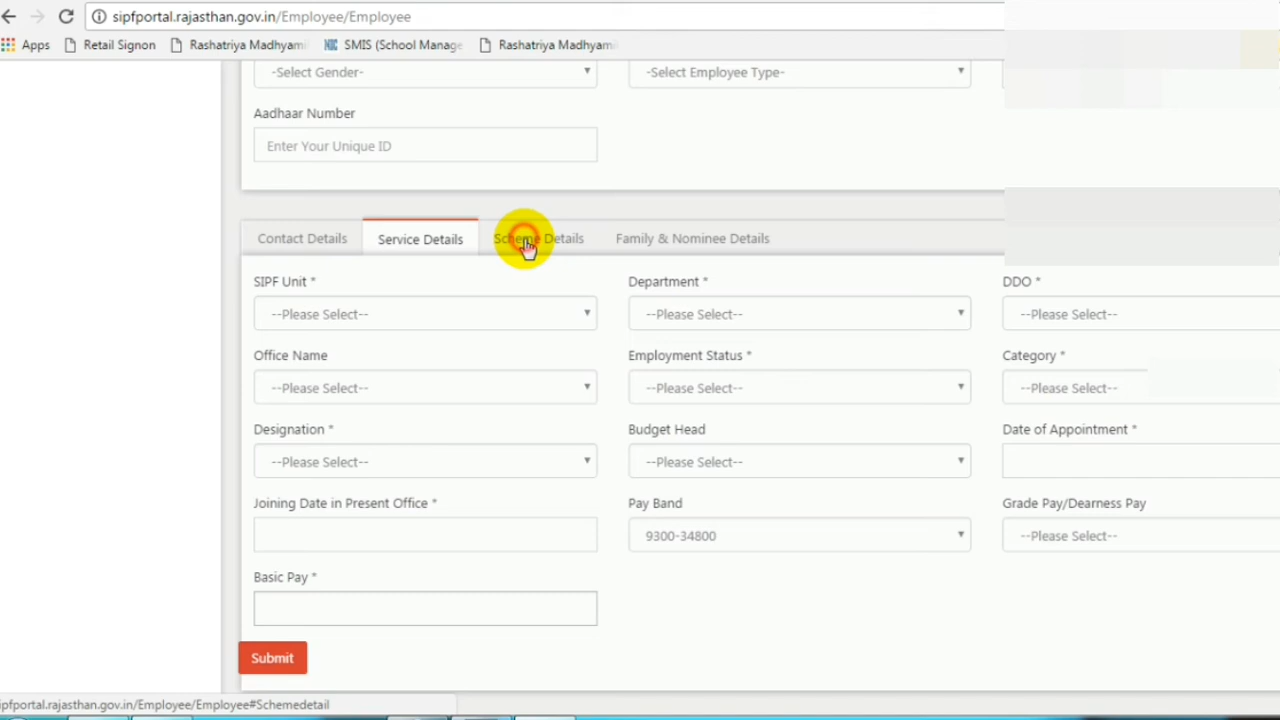 sipfportal.rajasthan.gov.in/Employee/Employee
Apps Retail Signon Rashatriya Madhyami SMIS (School Manage Rashatriya Madhyami
-Select Gender- -Select Employee Type-
Aadhaar Number
Enter Your Unique ID
Contact Details Service Details Scheme Details Family & Nominee Details
SIPF Unit * Department * DDO *
--Please Select-- --Please Select-- --Please Select--
Office Name Employment Status * Category *
--Please Select-- --Please Select-- --Please Select--
Designation * Budget Head Date of Appointment *
--Please Select-- --Please Select--
Joining Date in Present Office * Pay Band Grade Pay/Dearness Pay
9300-34800 --Please Select--
Basic Pay *
Submit
ipfportal.rajasthan.gov.in/Employee/Employee#Schemedetail